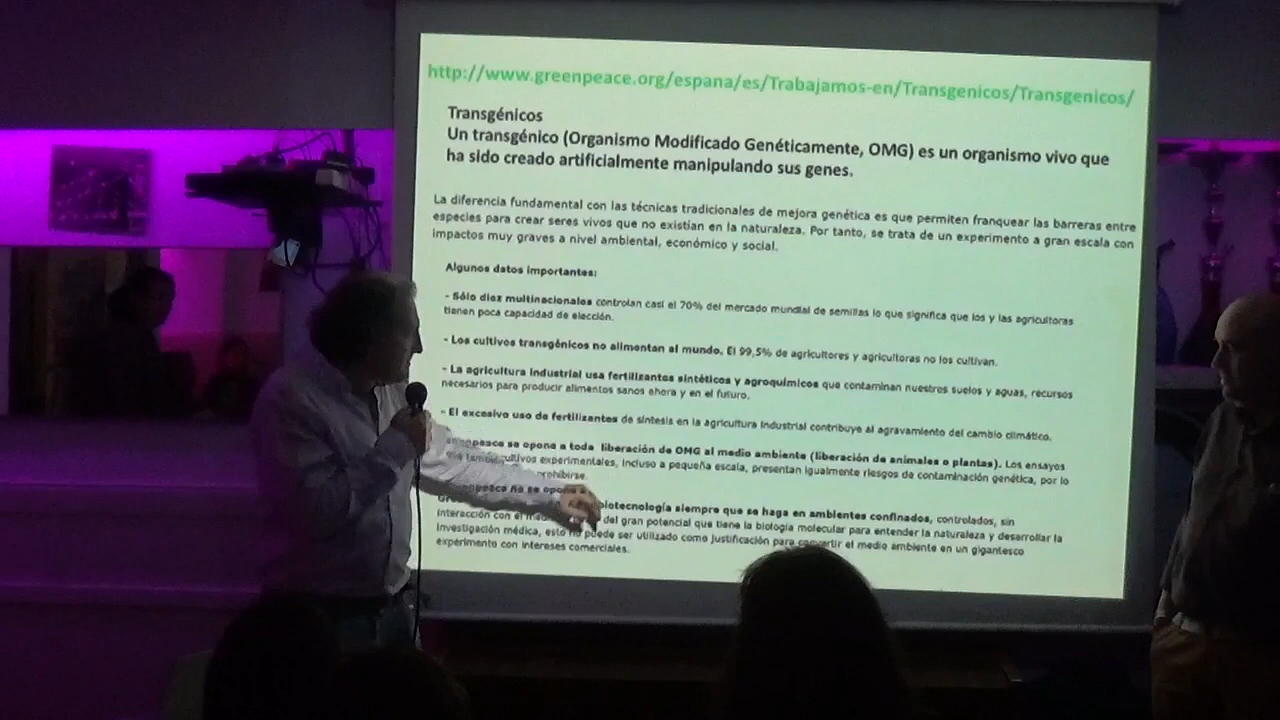 http://www.greenpeace.org/espana/es/Trabajamos-en/Transgenicos/Transgenicos/
Transgénicos
Un transgénico (Organismo Modificado Genéticamente, OMG) es un organismo vivo que
ha sido creado artificialmente manipulando sus genes.
La diferencia fundamental con las técnicas tradicionales de mejora genética es que permiten franquear las barreras entre
especies para crear seres vivos que no existían en la naturaleza. Por tanto, se trata de un experimento a gran escala con
impactos muy graves a nivel ambiental, económico y social.
Algunos datos importantes:
- Sólo diez multinacionales controlan casi el 70% del mercado mundial de semillas lo que significa que los y las agricultoras
tienen poca capacidad de elección.
- Los cultivos transgénicos no alimentan al mundo. El 99,5% de agricultores y agricultoras no los cultivan.
- La agricultura industrial usa fertilizantes sintéticos y agroquímicos que contaminan nuestros suelos y aguas, recursos
necesarios para producir alimentos sanos ahora y en el futuro.
- El excesivo uso de fertilizantes de síntesis en la agricultura industrial contribuye al agravamiento del cambio climático.
se opone a toda liberación de OMG al medio ambiente (liberación de animales o plantas). Los ensayos
cultivos experimentales, incluso a pequeña escala, presentan igualmente riesgos de contaminación genética, por lo
prohibirse.
no se opone biotecnología siempre que se haga en ambientes confinados, controlados, sin
interacción con el del gran potencial que tiene la biología molecular para entender la naturaleza y desarrollar la
investigación médica, esto no puede ser utilizado como justificación para convertir el medio ambiente en un gigantesco
experimento con intereses comerciales.